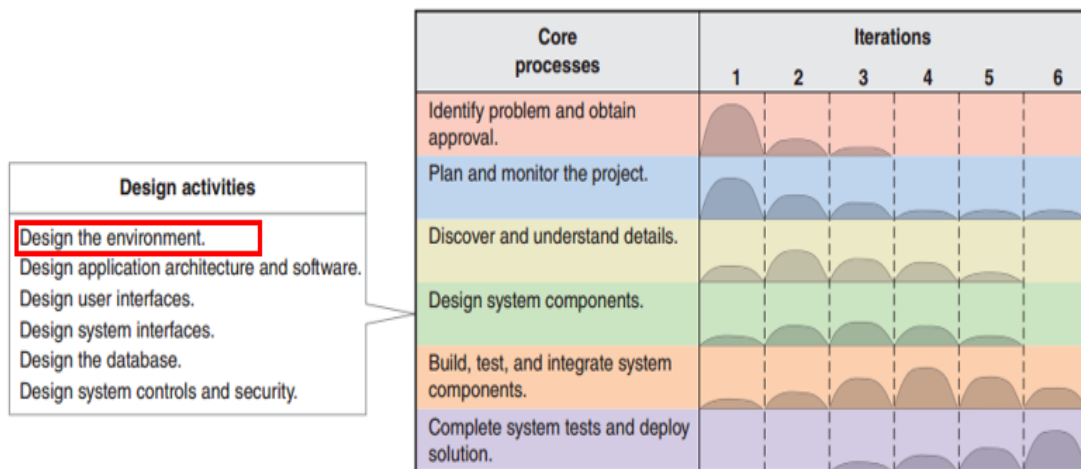 Design activities
Design the environment.
Design application architecture and software.
Design user interfaces.
Design system interfaces.
Design the database.
Design system controls and security.
Core
processes
Iterations
1 2 3 4 5 6
Identify problem and obtain
approval.
Plan and monitor the project.
Discover and understand details.
Design system components.
Build, test, and integrate system
components.
Complete system tests and deploy
solution.